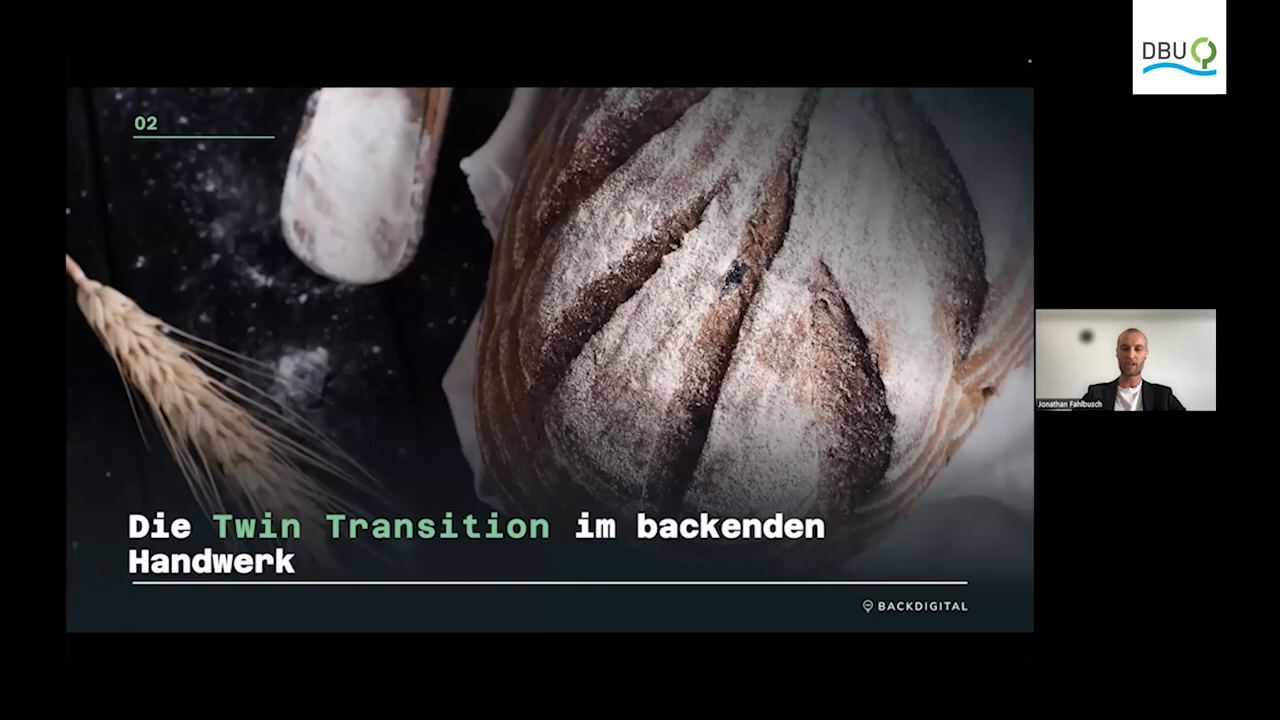 DBU
02
Die Twin Transition im backenden
Handwerk
BACKDIGITAL
Jonathan Fahlbusch